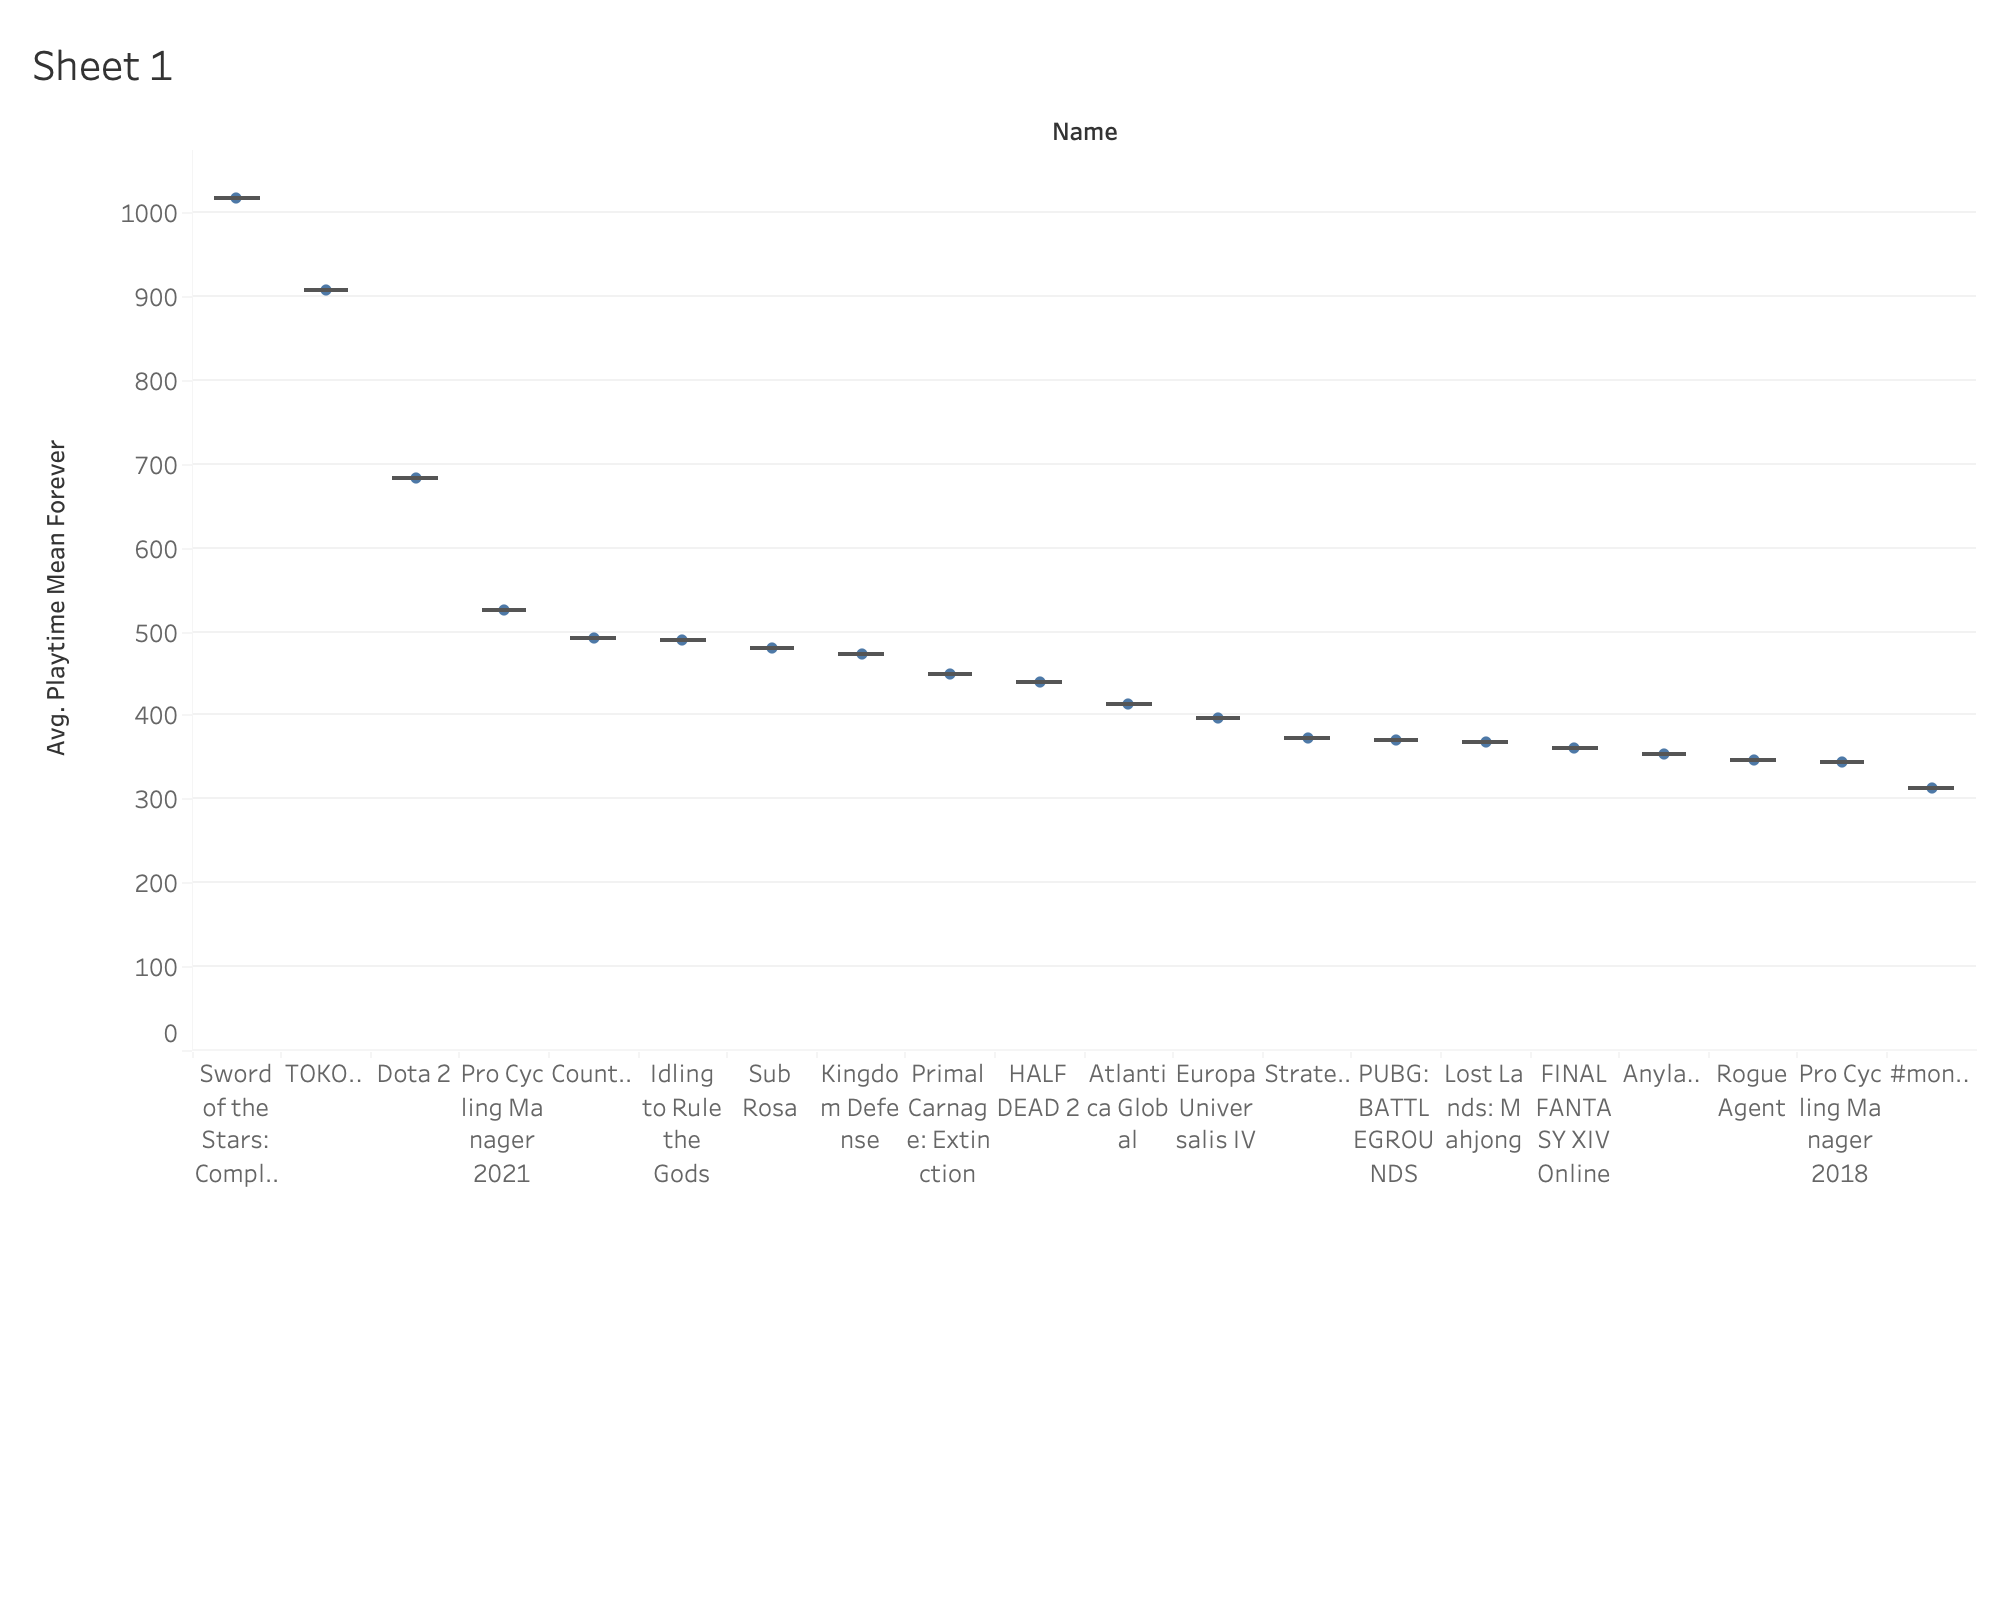 Sheet 1
Name
Avg. Playtime Mean Forever
1000
900
800
700
600
500
400
300
200
100
0
Sword
of the
Stars:
Compl..
TOKO..
Dota 2
Pro Cyc
ling Ma
nager
2021
Count..
Idling
to Rule
the
Gods
Sub
Rosa
Kingdo
m Defe
nse
Primal
Carnag
e: Extin
ction
HALF
DEAD 2
Atlanti
ca Glob
al
Europa
Univer
salis IV
Strate..
PUBG:
BATTL
EGROU
NDS
Lost La
nds: M
ahjong
FINAL
FANTA
SY XIV
Online
Anyla..
Rogue
Agent
Pro Cyc
ling Ma
nager
2018
#mon..